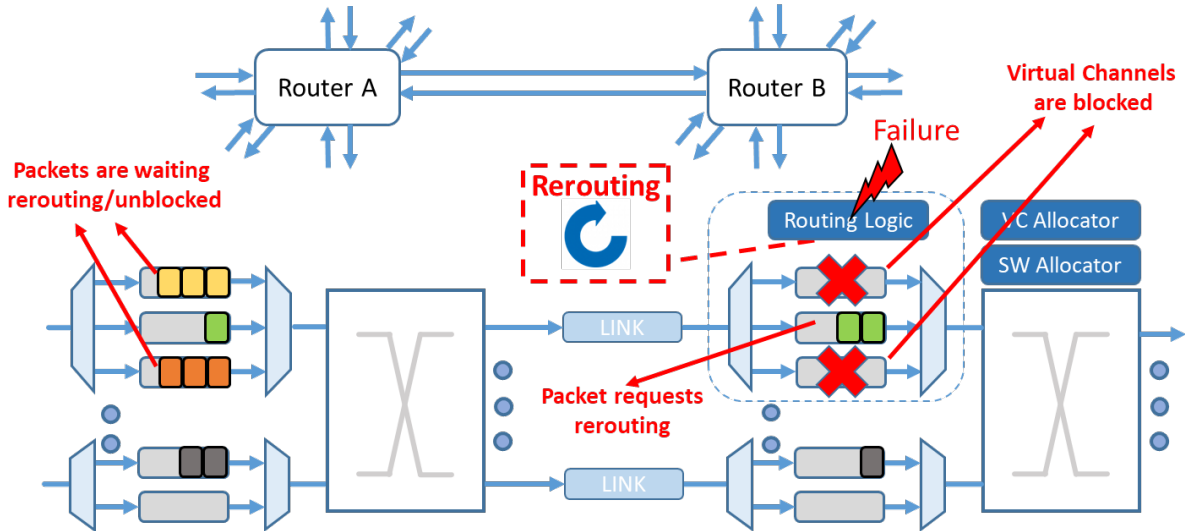 Router A
Router B
Virtual Channels
are blocked
Failure
Packets are waiting
rerouting/unblocked
Rerouting
Routing Logic
VC Allocator
SW Allocator
LINK
Packet requests
rerouting
LINK